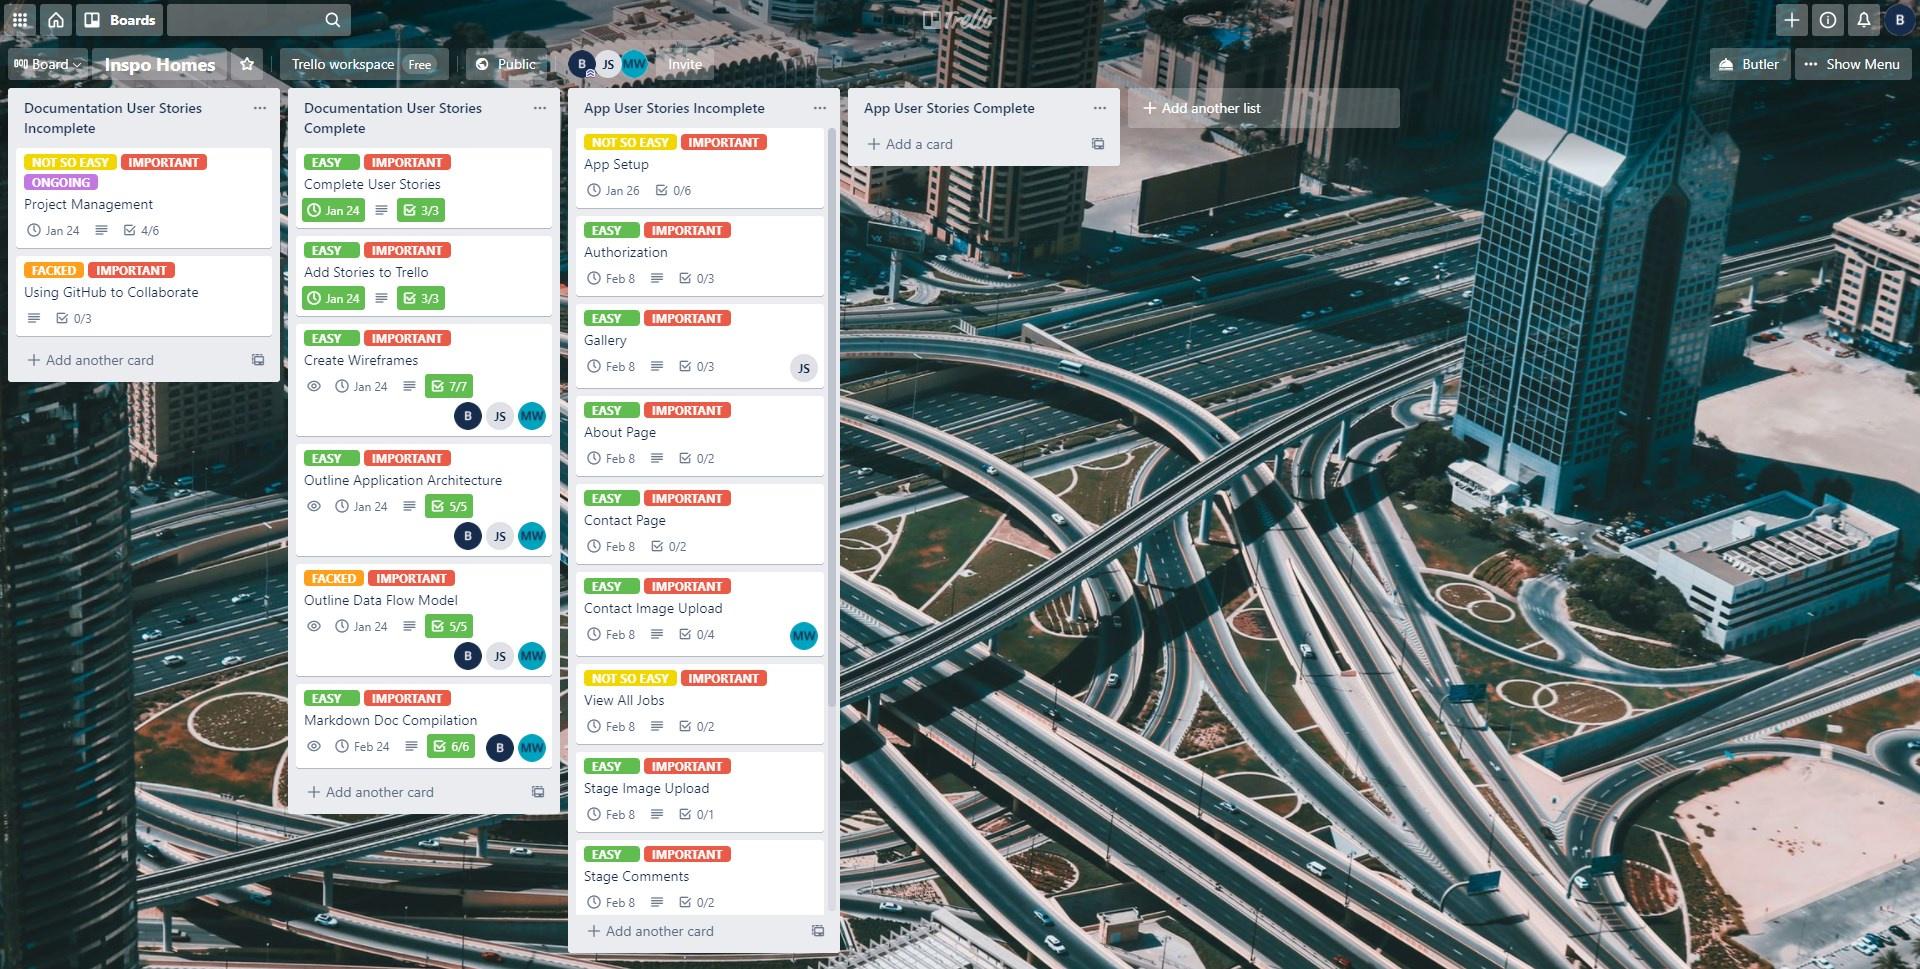 Boards
Trello
Board
Inspo Homes
Trello workspace Free
Public
B JS MW
Invite
Butler
Show Menu
B
Documentation User Stories
Incomplete
NOT SO EASY IMPORTANT
ONGOING
Project Management
Jan 24 4/6
FACKED IMPORTANT
Using GitHub to Collaborate
0/3
+ Add another card
Documentation User Stories
Complete
EASY IMPORTANT
Complete User Stories
Jan 24 3/3
EASY IMPORTANT
Add Stories to Trello
Jan 24 3/3
EASY IMPORTANT
Create Wireframes
Jan 24 7/7
B JS MW
EASY IMPORTANT
Outline Application Architecture
Jan 24 5/5
B JS MW
FACKED IMPORTANT
Outline Data Flow Model
Jan 24 5/5
B JS MW
EASY IMPORTANT
Markdown Doc Compilation
Feb 24 6/6 B MW
+ Add another card
App User Stories Incomplete
NOT SO EASY IMPORTANT
App Setup
Jan 26 0/6
EASY IMPORTANT
Authorization
Feb 8 0/3
EASY IMPORTANT
Gallery
Feb 8 0/3 JS
EASY IMPORTANT
About Page
Feb 8 0/2
EASY IMPORTANT
Contact Page
Feb 8 0/2
EASY IMPORTANT
Contact Image Upload
Feb 8 0/4 MW
NOT SO EASY IMPORTANT
View All Jobs
Feb 8 0/2
EASY IMPORTANT
Stage Image Upload
Feb 8 0/1
EASY IMPORTANT
Stage Comments
Feb 8 0/2
+ Add another card
App User Stories Complete
+ Add a card
+ Add another list